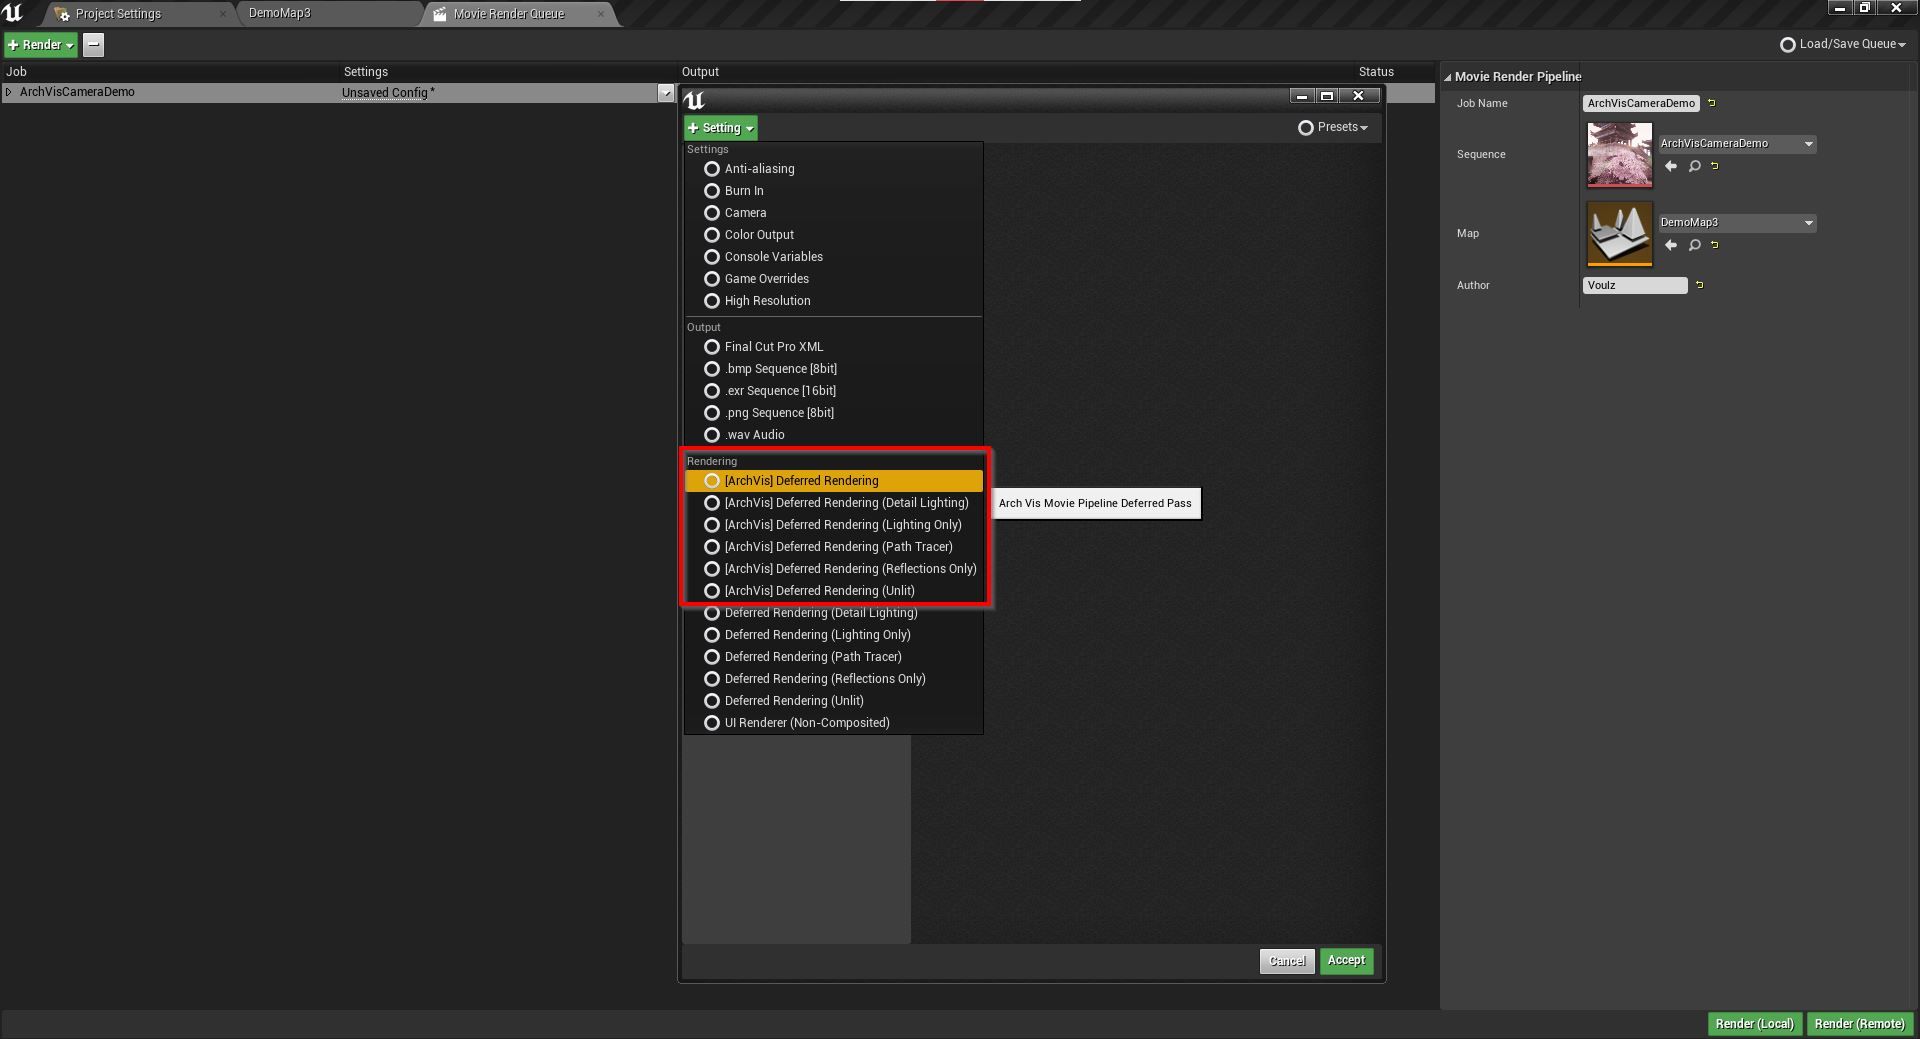 Project Settings
DemoMap3
Movie Render Queue
Render
Load/Save Queue
Job
Settings
Output
Status
ArchVisCameraDemo
Unsaved Config *
Setting
Presets
Settings
Anti-aliasing
Burn In
Camera
Color Output
Console Variables
Game Overrides
High Resolution
Output
Final Cut Pro XML
.bmp Sequence [8bit]
.exr Sequence [16bit]
.png Sequence [8bit]
.wav Audio
Rendering
[ArchVis] Deferred Rendering
[ArchVis] Deferred Rendering (Detail Lighting)
[ArchVis] Deferred Rendering (Lighting Only)
[ArchVis] Deferred Rendering (Path Tracer)
[ArchVis] Deferred Rendering (Reflections Only)
[ArchVis] Deferred Rendering (Unlit)
Deferred Rendering (Detail Lighting)
Deferred Rendering (Lighting Only)
Deferred Rendering (Path Tracer)
Deferred Rendering (Reflections Only)
Deferred Rendering (Unlit)
UI Renderer (Non-Composited)
Arch Vis Movie Pipeline Deferred Pass
Cancel
Accept
Movie Render Pipeline
Job Name
ArchVisCameraDemo
Sequence
ArchVisCameraDemo
Map
DemoMap3
Author
Voulz
Render (Local)
Render (Remote)